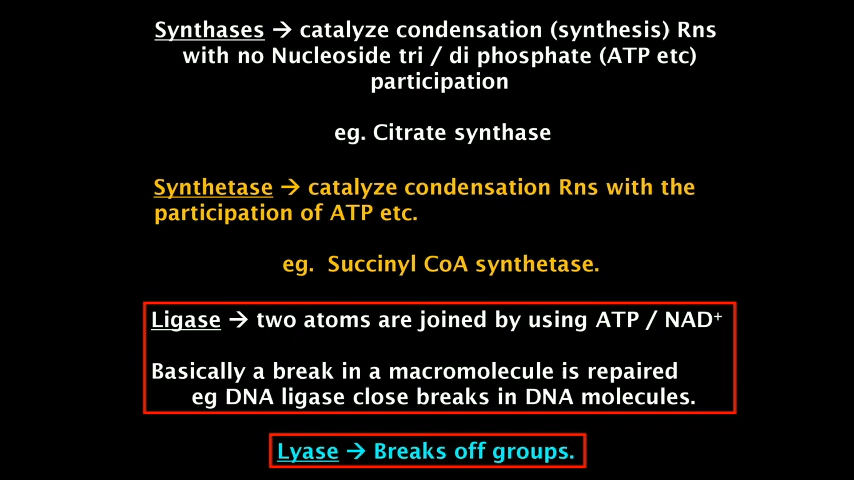 Synthases → catalyze condensation (synthesis) Rns
with no Nucleoside tri / di phosphate (ATP etc)
participation
eg. Citrate synthase
Synthetase → catalyze condensation Rns with the
participation of ATP etc.
eg.  Succinyl CoA synthetase.
Ligase → two atoms are joined by using ATP / NAD⁺
Basically a break in a macromolecule is repaired
eg DNA ligase close breaks in DNA molecules.
Lyase → Breaks off groups.